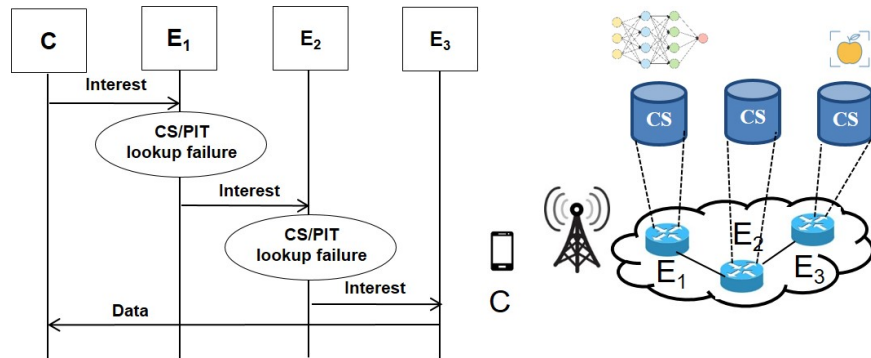 C
E₁
E₂
E₃
Interest
CS/PIT
lookup failure
Interest
CS/PIT
lookup failure
Interest
Data
CS
CS
CS
E₂
E₁
E₃
C